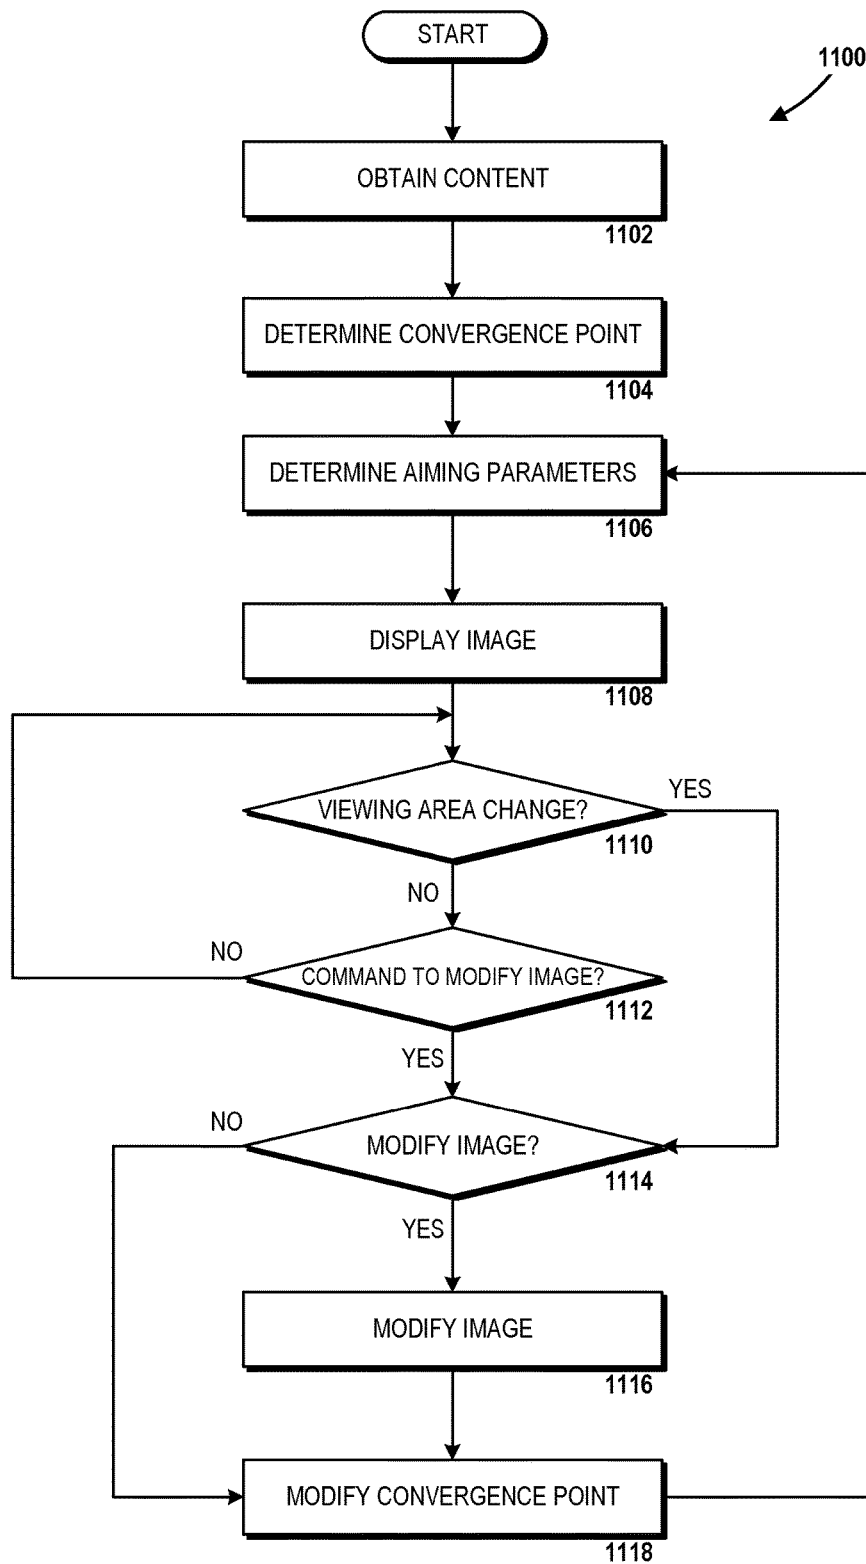 START
1100
OBTAIN CONTENT
1102
DETERMINE CONVERGENCE POINT
1104
DETERMINE AIMING PARAMETERS
1106
DISPLAY IMAGE
1108
VIEWING AREA CHANGE?
YES
1110
NO
NO
COMMAND TO MODIFY IMAGE?
1112
YES
NO
MODIFY IMAGE?
1114
YES
MODIFY IMAGE
1116
MODIFY CONVERGENCE POINT
1118